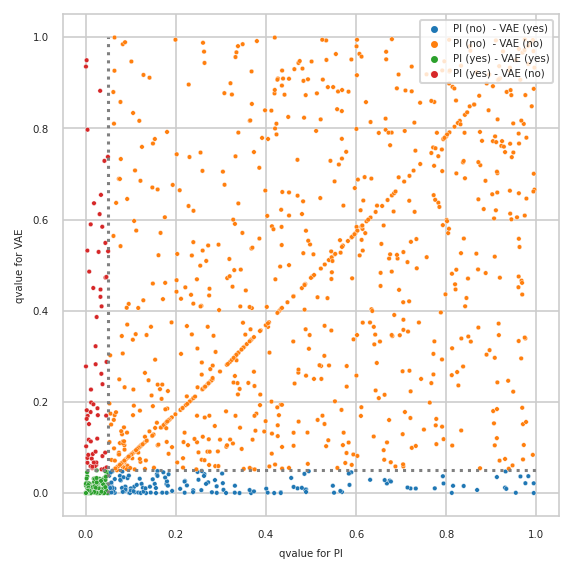 PI (no)  - VAE (yes)
PI (no)  - VAE (no)
PI (yes) - VAE (yes)
PI (yes) - VAE (no)
qvalue for VAE
1.0
0.8
0.6
0.4
0.2
0.0
0.0 0.2 0.4 0.6 0.8 1.0
qvalue for PI